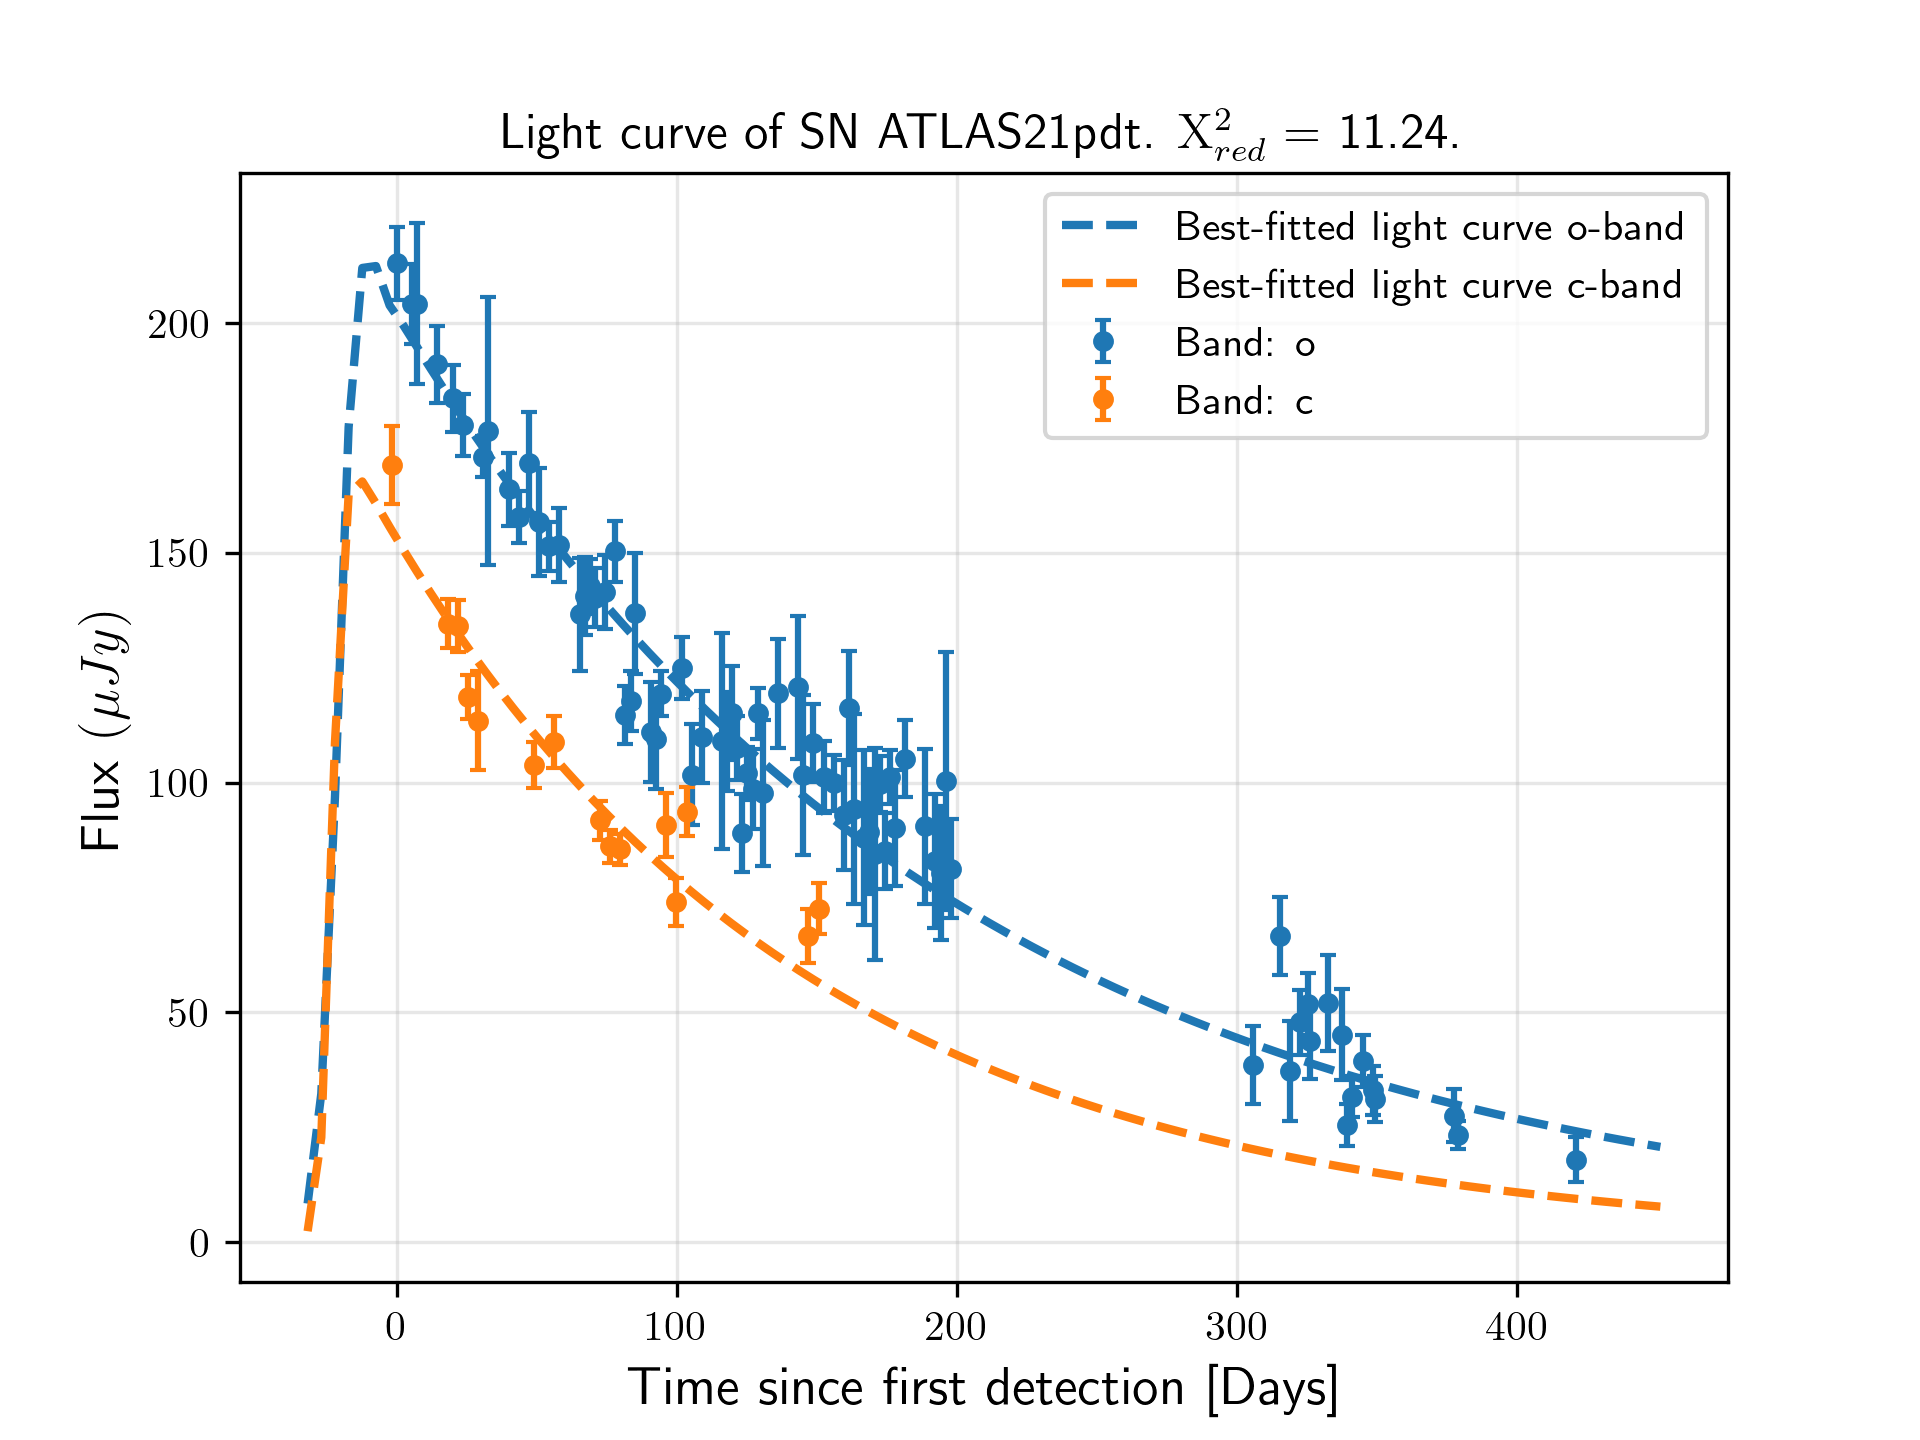 Light curve of SN ATLAS21pdt. X²_red = 11.24.
Best-fitted light curve o-band
Best-fitted light curve c-band
Band: o
Band: c
Flux (μJy)
200
150
100
50
0
0 100 200 300 400
Time since first detection [Days]